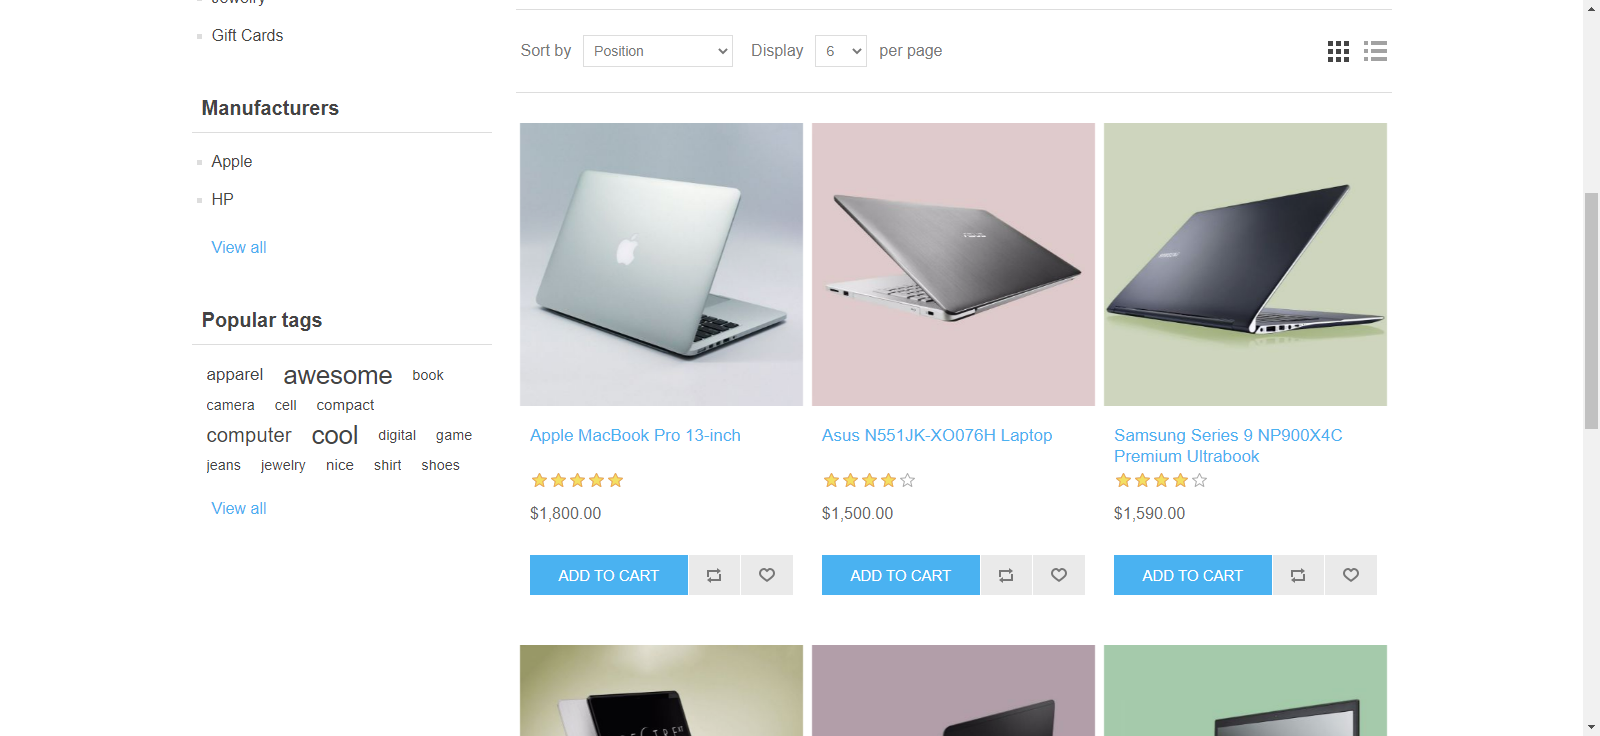 Jewelry
Gift Cards
Manufacturers
Apple
HP
View all
Popular tags
apparel awesome book
camera cell compact
computer cool digital game
jeans jewelry nice shirt shoes
View all
Sort by Position Display 6 per page
Apple MacBook Pro 13-inch
$1,800.00
ADD TO CART
Asus N551JK-XO076H Laptop
$1,500.00
ADD TO CART
Samsung Series 9 NP900X4C
Premium Ultrabook
$1,590.00
ADD TO CART